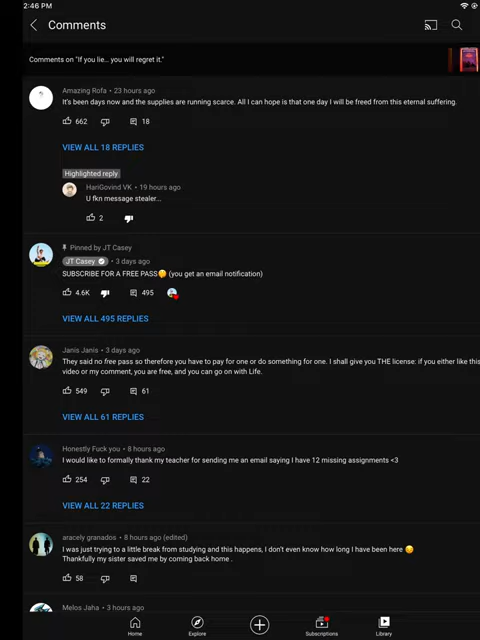 2:46 PM
Comments
Comments on "If you lie... you will regret it."
Amazing Rofa • 23 hours ago
It's been days now and the supplies are running scarce. All I can hope is that one day I will be freed from this eternal suffering.
662 18
VIEW ALL 18 REPLIES
Highlighted reply
HariGovind VK • 19 hours ago
U fkn message stealer...
2
Pinned by JT Casey
JT Casey • 3 days ago
SUBSCRIBE FOR A FREE PASS🤫 (you get an email notification)
4.6K 495
VIEW ALL 495 REPLIES
Janis Janis • 3 days ago
They said no free pass so therefore you have to pay for one or do something for one. I shall give you THE license: if you either like this
video or my comment, you are free, and you can go on with Life.
549 61
VIEW ALL 61 REPLIES
Honestly Fuck you • 8 hours ago
I would like to formally thank my teacher for sending me an email saying I have 12 missing assignments <3
254 22
VIEW ALL 22 REPLIES
aracely granados • 8 hours ago (edited)
I was just trying to a little break from studying and this happens, I don't even know how long I have been here 😔
Thankfully my sister saved me by coming back home .
58
Melos Jaha • 3 hours ago
Home Explore Subscriptions Library